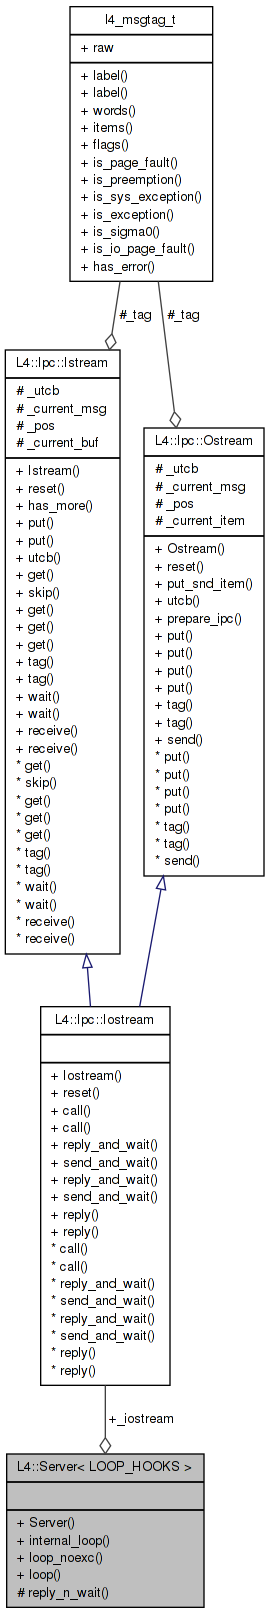 l4_msgtag_t
+ raw
+ label()
+ label()
+ words()
+ items()
+ flags()
+ is_page_fault()
+ is_preemption()
+ is_sys_exception()
+ is_exception()
+ is_sigma0()
+ is_io_page_fault()
+ has_error()
#_tag
#_tag
L4::Ipc::Istream
# _utcb
# _current_msg
# _pos
# _current_buf
+ Istream()
+ reset()
+ has_more()
+ put()
+ put()
+ utcb()
+ get()
+ skip()
+ get()
+ get()
+ get()
+ tag()
+ tag()
+ wait()
+ wait()
+ receive()
+ receive()
* get()
* skip()
* get()
* get()
* get()
* tag()
* tag()
* wait()
* wait()
* receive()
* receive()
L4::Ipc::Ostream
# _utcb
# _current_msg
# _pos
# _current_item
+ Ostream()
+ reset()
+ put_snd_item()
+ utcb()
+ prepare_ipc()
+ put()
+ put()
+ put()
+ put()
+ tag()
+ tag()
+ send()
* put()
* put()
* put()
* put()
* tag()
* tag()
* send()
L4::Ipc::Iostream
+ Iostream()
+ reset()
+ call()
+ call()
+ reply_and_wait()
+ send_and_wait()
+ reply_and_wait()
+ send_and_wait()
+ reply()
+ reply()
* call()
* call()
* reply_and_wait()
* send_and_wait()
* reply_and_wait()
* send_and_wait()
* reply()
* reply()
+_iostream
L4::Server< LOOP_HOOKS >
+ Server()
+ internal_loop()
+ loop_noexc()
+ loop()
# reply_n_wait()